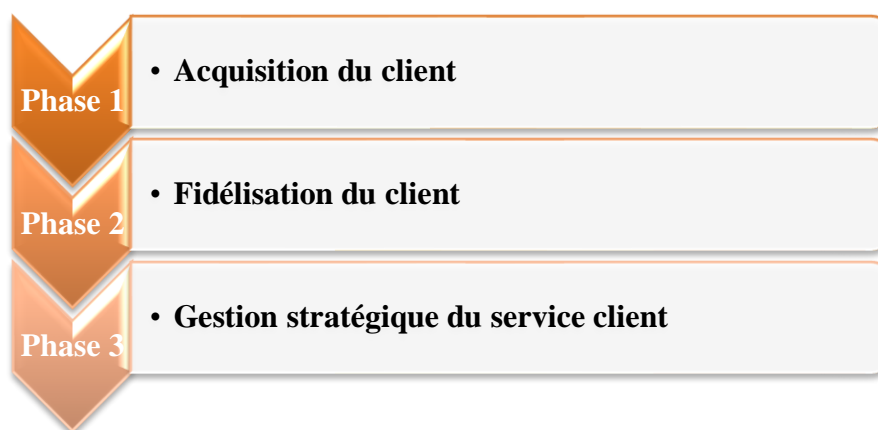 Phase 1
• Acquisition du client
Phase 2
• Fidélisation du client
Phase 3
• Gestion stratégique du service client